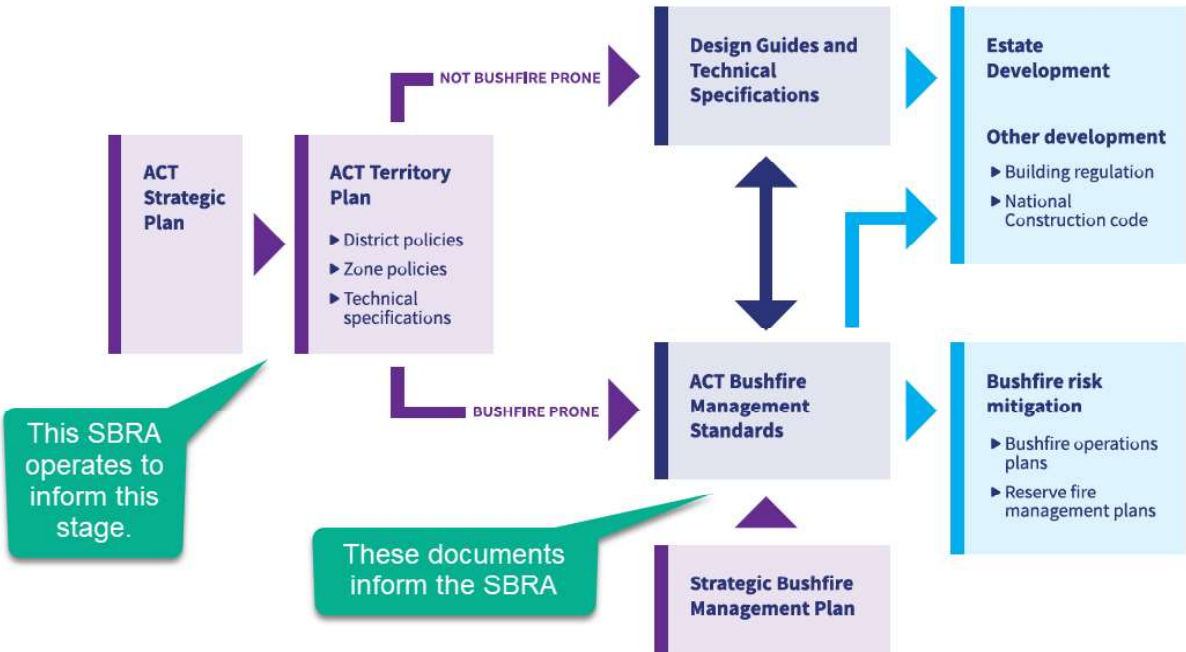 ACT
Strategic
Plan
ACT Territory
Plan
▶ District policies
▶ Zone policies
▶ Technical
specifications
NOT BUSHFIRE PRONE
BUSHFIRE PRONE
Design Guides and
Technical
Specifications
Estate
Development
Other development
▶ Building regulation
▶ National
Construction code
ACT Bushfire
Management
Standards
Bushfire risk
mitigation
▶ Bushfire operations
plans
▶ Reserve fire
management plans
Strategic Bushfire
Management Plan
This SBRA
operates to
inform this
stage.
These documents
inform the SBRA